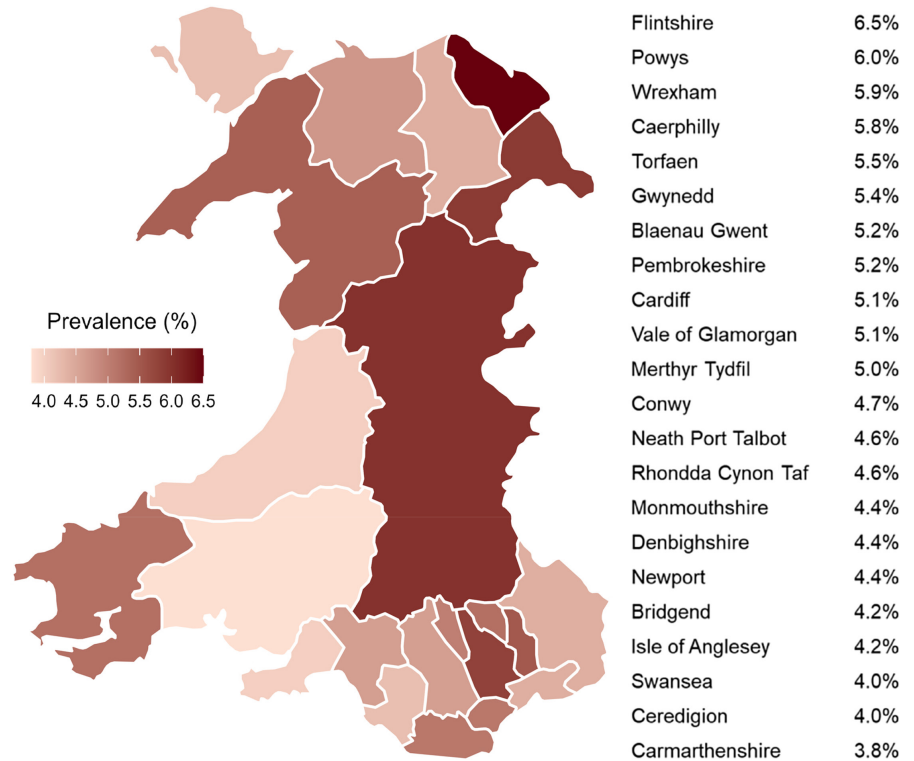 Flintshire 6.5%
Powys 6.0%
Wrexham 5.9%
Caerphilly 5.8%
Torfaen 5.5%
Gwynedd 5.4%
Blaenau Gwent 5.2%
Pembrokeshire 5.2%
Cardiff 5.1%
Vale of Glamorgan 5.1%
Merthyr Tydfil 5.0%
Conwy 4.7%
Neath Port Talbot 4.6%
Rhondda Cynon Taf 4.6%
Monmouthshire 4.4%
Denbighshire 4.4%
Newport 4.4%
Bridgend 4.2%
Isle of Anglesey 4.2%
Swansea 4.0%
Ceredigion 4.0%
Carmarthenshire 3.8%
Prevalence (%)
4.0 4.5 5.0 5.5 6.0 6.5